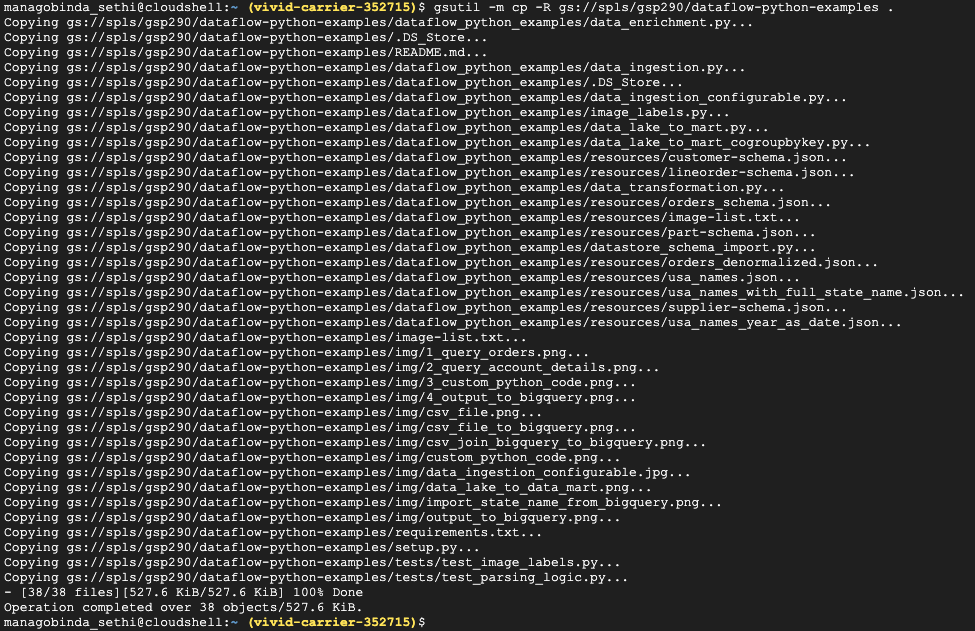 managobinda_sethi@cloudshell:~ (vivid-carrier-352715)$ gsutil -m cp -R gs://spls/gsp290/dataflow-python-examples .
Copying gs://spls/gsp290/dataflow-python-examples/dataflow_python_examples/data_enrichment.py...
Copying gs://spls/gsp290/dataflow-python-examples/.DS_Store...
Copying gs://spls/gsp290/dataflow-python-examples/README.md...
Copying gs://spls/gsp290/dataflow-python-examples/dataflow_python_examples/data_ingestion.py...
Copying gs://spls/gsp290/dataflow-python-examples/dataflow_python_examples/.DS_Store...
Copying gs://spls/gsp290/dataflow-python-examples/dataflow_python_examples/data_ingestion_configurable.py...
Copying gs://spls/gsp290/dataflow-python-examples/dataflow_python_examples/image_labels.py...
Copying gs://spls/gsp290/dataflow-python-examples/dataflow_python_examples/data_lake_to_mart.py...
Copying gs://spls/gsp290/dataflow-python-examples/dataflow_python_examples/data_lake_to_mart_cogroupbykey.py...
Copying gs://spls/gsp290/dataflow-python-examples/dataflow_python_examples/resources/customer-schema.json...
Copying gs://spls/gsp290/dataflow-python-examples/dataflow_python_examples/resources/lineorder-schema.json...
Copying gs://spls/gsp290/dataflow-python-examples/dataflow_python_examples/data_transformation.py...
Copying gs://spls/gsp290/dataflow-python-examples/dataflow_python_examples/resources/orders_schema.json...
Copying gs://spls/gsp290/dataflow-python-examples/dataflow_python_examples/resources/image-list.txt...
Copying gs://spls/gsp290/dataflow-python-examples/dataflow_python_examples/resources/part-schema.json...
Copying gs://spls/gsp290/dataflow-python-examples/dataflow_python_examples/datastore_schema_import.py...
Copying gs://spls/gsp290/dataflow-python-examples/dataflow_python_examples/resources/orders_denormalized.json...
Copying gs://spls/gsp290/dataflow-python-examples/dataflow_python_examples/resources/usa_names.json...
Copying gs://spls/gsp290/dataflow-python-examples/dataflow_python_examples/resources/usa_names_with_full_state_name.json...
Copying gs://spls/gsp290/dataflow-python-examples/dataflow_python_examples/resources/supplier-schema.json...
Copying gs://spls/gsp290/dataflow-python-examples/dataflow_python_examples/resources/usa_names_year_as_date.json...
Copying gs://spls/gsp290/dataflow-python-examples/image-list.txt...
Copying gs://spls/gsp290/dataflow-python-examples/img/1_query_orders.png...
Copying gs://spls/gsp290/dataflow-python-examples/img/2_query_account_details.png...
Copying gs://spls/gsp290/dataflow-python-examples/img/3_custom_python_code.png...
Copying gs://spls/gsp290/dataflow-python-examples/img/4_output_to_bigquery.png...
Copying gs://spls/gsp290/dataflow-python-examples/img/csv_file.png...
Copying gs://spls/gsp290/dataflow-python-examples/img/csv_file_to_bigquery.png...
Copying gs://spls/gsp290/dataflow-python-examples/img/csv_join_bigquery_to_bigquery.png...
Copying gs://spls/gsp290/dataflow-python-examples/img/custom_python_code.png...
Copying gs://spls/gsp290/dataflow-python-examples/img/data_ingestion_configurable.jpg...
Copying gs://spls/gsp290/dataflow-python-examples/img/data_lake_to_data_mart.png...
Copying gs://spls/gsp290/dataflow-python-examples/img/import_state_name_from_bigquery.png...
Copying gs://spls/gsp290/dataflow-python-examples/img/output_to_bigquery.png...
Copying gs://spls/gsp290/dataflow-python-examples/requirements.txt...
Copying gs://spls/gsp290/dataflow-python-examples/setup.py...
Copying gs://spls/gsp290/dataflow-python-examples/tests/test_image_labels.py...
Copying gs://spls/gsp290/dataflow-python-examples/tests/test_parsing_logic.py...
- [38/38 files][527.6 KiB/527.6 KiB] 100% Done
Operation completed over 38 objects/527.6 KiB.
managobinda_sethi@cloudshell:~ (vivid-carrier-352715)$